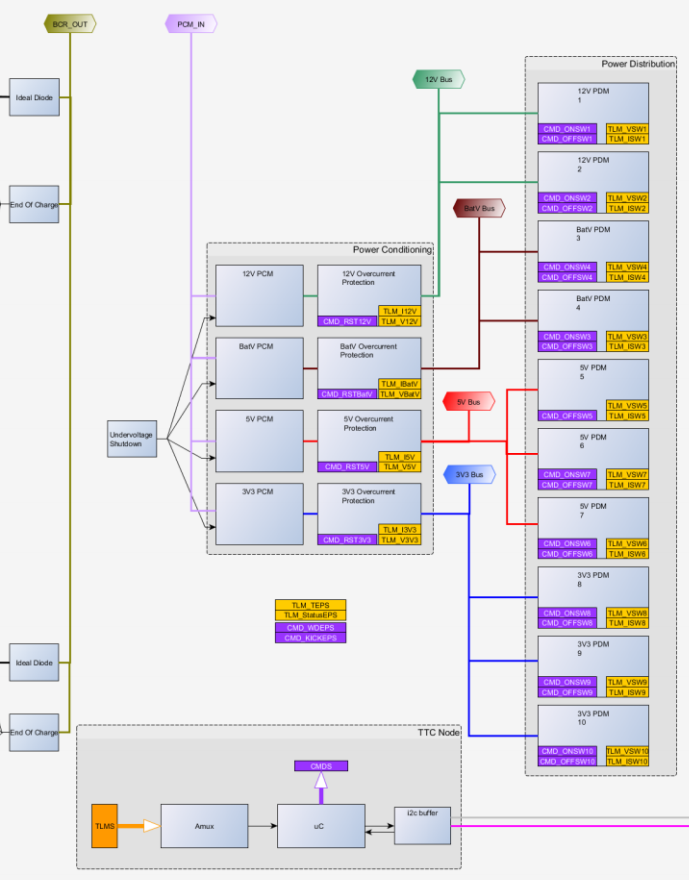 BCR_OUT
PCM_IN
Ideal Diode
End Of Charge
12V Bus
BatV Bus
5V Bus
3V3 Bus
Power Distribution
12V PDM
1
CMD_ONSW1
CMD_OFFSW1
TLM_VSW1
TLM_ISW1
12V PDM
2
CMD_ONSW2
CMD_OFFSW2
TLM_VSW2
TLM_ISW2
BatV PDM
3
CMD_ONSW4
CMD_OFFSW4
TLM_VSW4
TLM_ISW4
BatV PDM
4
CMD_ONSW3
CMD_OFFSW3
TLM_VSW3
TLM_ISW3
5V PDM
5
CMD_OFFSW5
TLM_VSW5
TLM_ISW5
5V PDM
6
CMD_ONSW7
CMD_OFFSW7
TLM_VSW7
TLM_ISW7
5V PDM
7
CMD_ONSW6
CMD_OFFSW6
TLM_VSW6
TLM_ISW6
3V3 PDM
8
CMD_ONSW8
CMD_OFFSW8
TLM_VSW8
TLM_ISW8
3V3 PDM
9
CMD_ONSW9
CMD_OFFSW9
TLM_VSW9
TLM_ISW9
3V3 PDM
10
CMD_ONSW10
CMD_OFFSW10
TLM_VSW10
TLM_ISW10
Power Conditioning
12V PCM
12V Overcurrent
Protection
TLM_I12V
CMD_RST12V
TLM_V12V
BatV PCM
BatV Overcurrent
Protection
TLM_IBatV
CMD_RSTBatV
TLM_VBatV
5V PCM
5V Overcurrent
Protection
TLM_I5V
CMD_RST5V
TLM_V5V
3V3 PCM
3V3 Overcurrent
Protection
TLM_I3V3
CMD_RST3V3
TLM_V3V3
Undervoltage
Shutdown
TLM_TEPS
TLM_StatusEPS
CMD_WDEPS
CMD_KICKEPS
Ideal Diode
End Of Charge
TTC Node
CMDS
TLMS
Amux
uC
i2c buffer